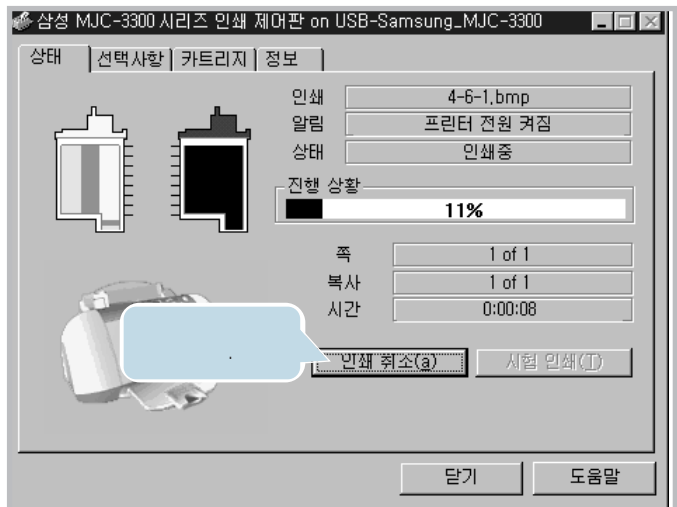 삼성 MJC-3300 시리즈 인쇄 제어판 on USB-Samsung_MJC-3300
상태 선택사항 카트리지 정보
인쇄 4-6-1.bmp
알림 프린터 전원 켜짐
상태 인쇄중
진행 상황
11%
쪽 1 of 1
복사 1 of 1
시간 0:00:08
.
인쇄 취소(a) 시험 인쇄(T)
닫기 도움말